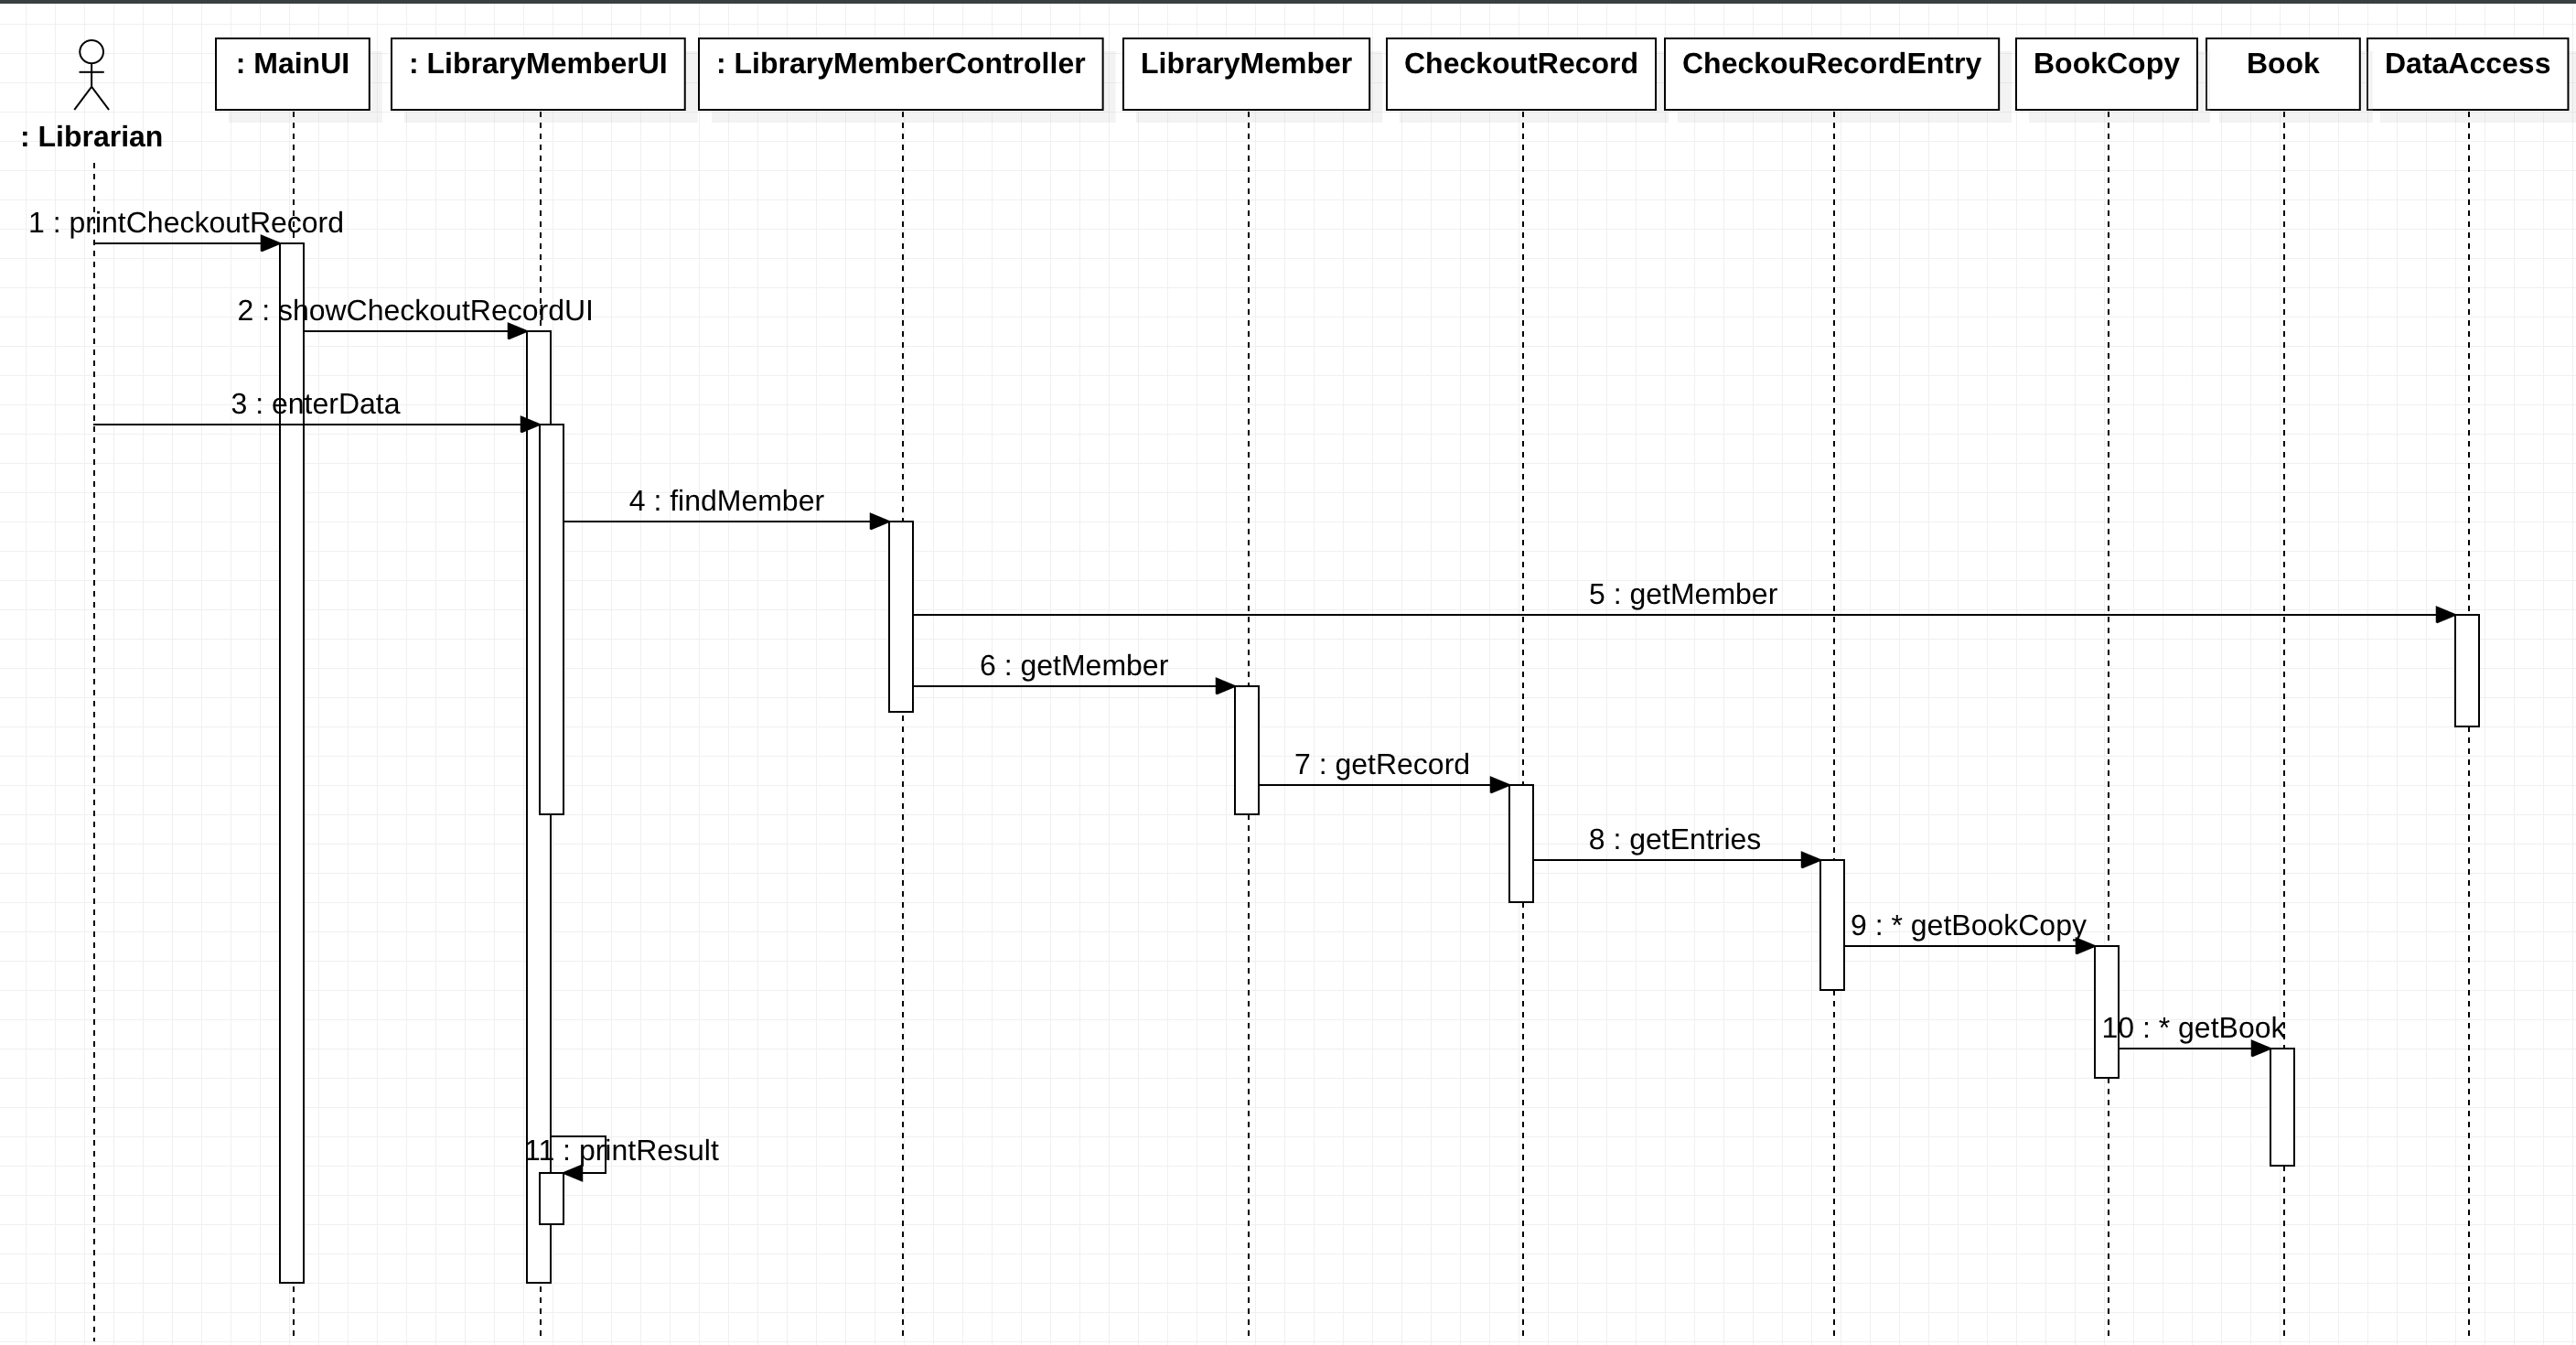 : MainUI
: LibraryMemberUI
: LibraryMemberController
LibraryMember
CheckoutRecord
CheckouRecordEntry
BookCopy
Book
DataAccess
: Librarian
1 : printCheckoutRecord
2 : showCheckoutRecordUI
3 : enterData
4 : findMember
5 : getMember
6 : getMember
7 : getRecord
8 : getEntries
9 : * getBookCopy
10 : * getBook
11 : printResult